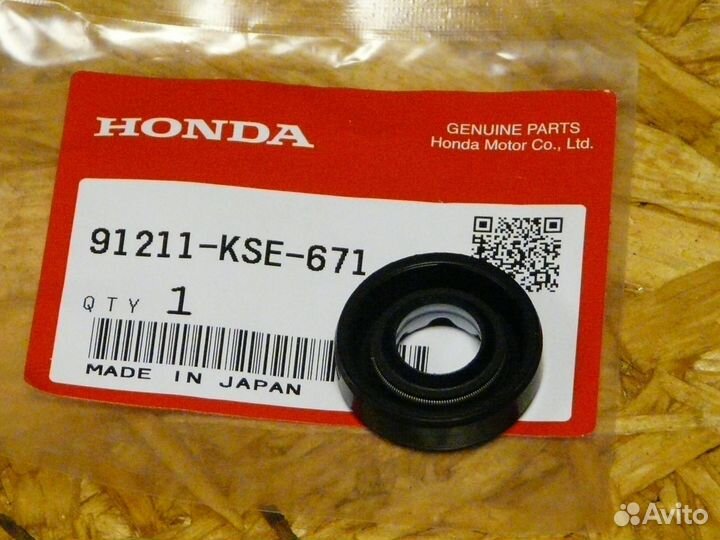 HONDA
GENUINE PARTS
Honda Motor Co., Ltd.
91211-KSE-671
QTY 1
MADE IN JAPAN
Avito